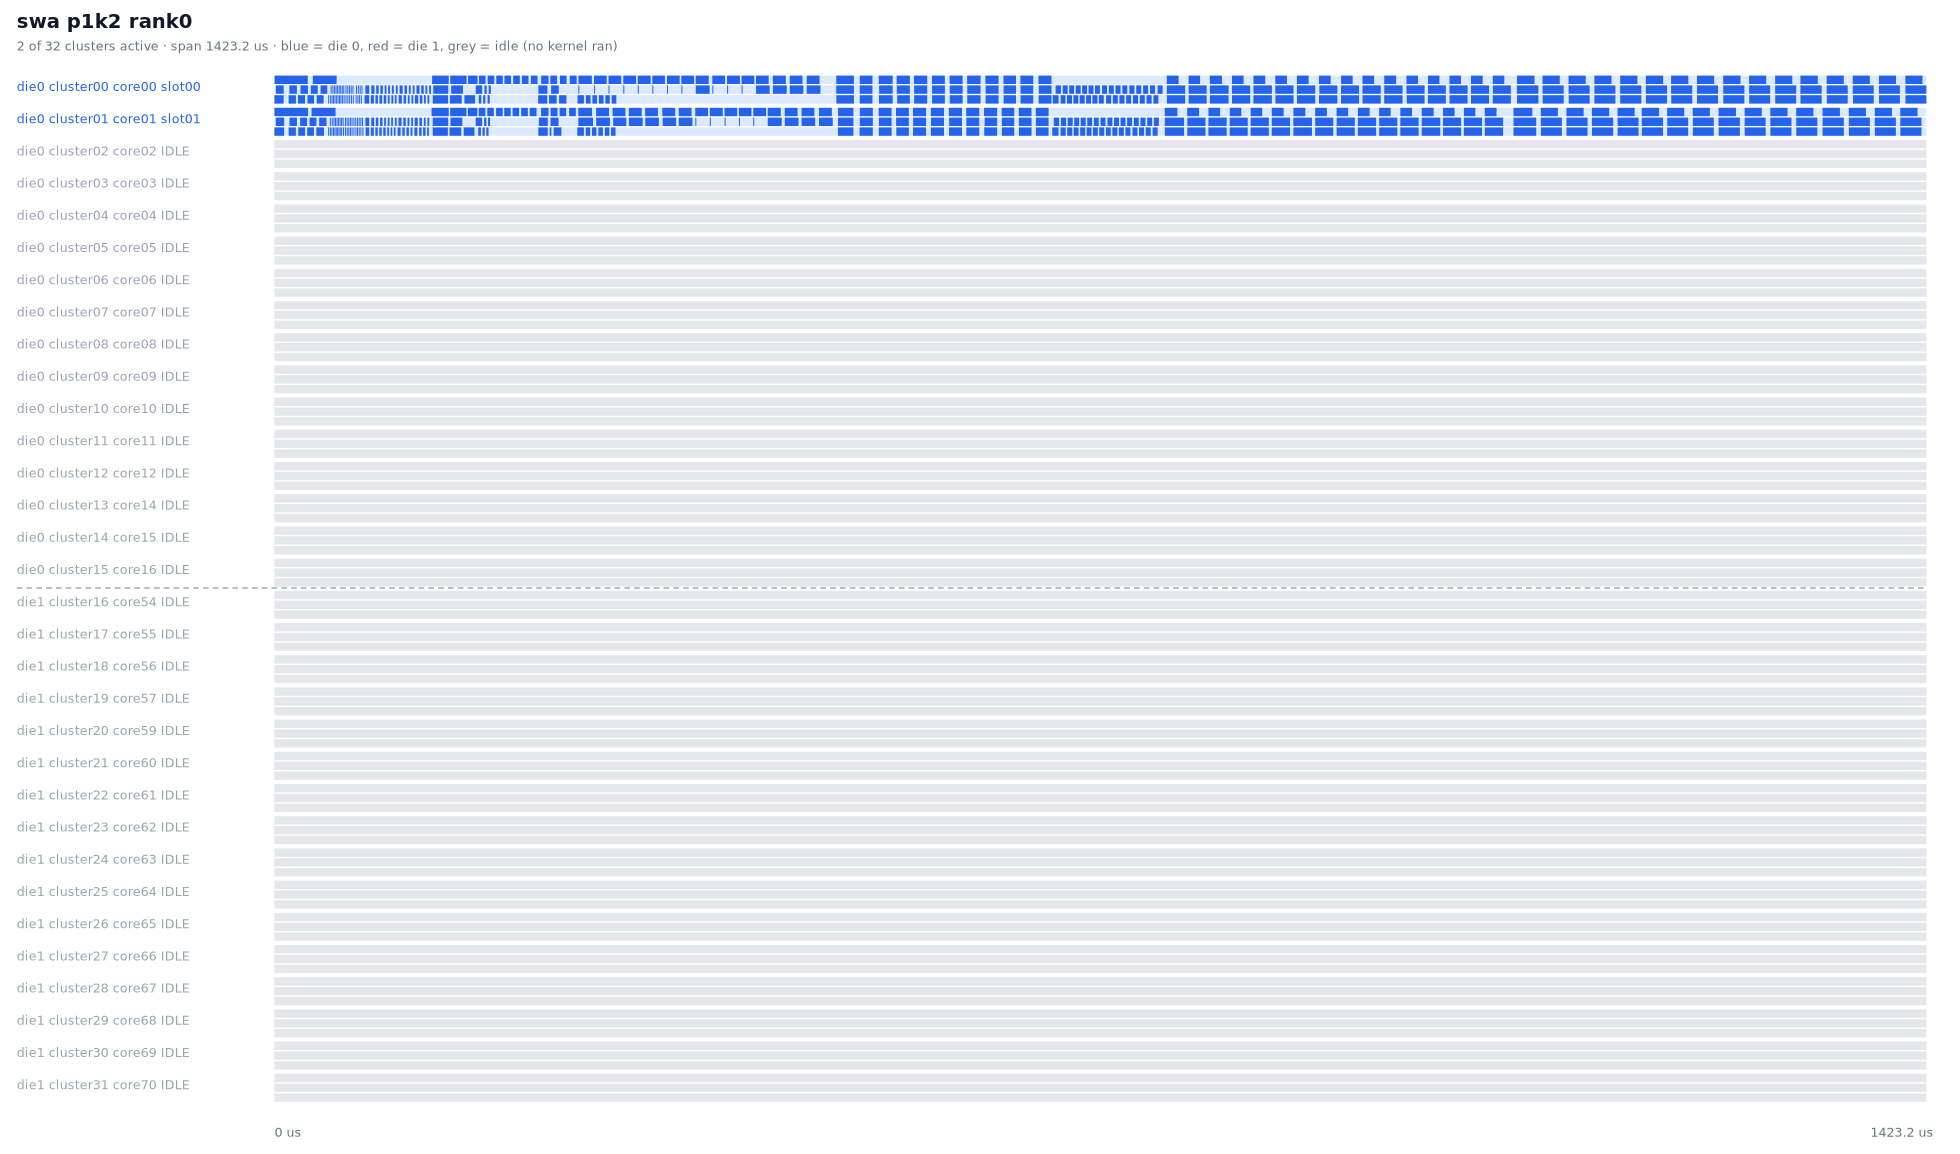 swa p1k2 rank0
2 of 32 clusters active · span 1423.2 us · blue = die 0, red = die 1, grey = idle (no kernel ran)
die0 cluster00 core00 slot00
die0 cluster01 core01 slot01
die0 cluster02 core02 IDLE
die0 cluster03 core03 IDLE
die0 cluster04 core04 IDLE
die0 cluster05 core05 IDLE
die0 cluster06 core06 IDLE
die0 cluster07 core07 IDLE
die0 cluster08 core08 IDLE
die0 cluster09 core09 IDLE
die0 cluster10 core10 IDLE
die0 cluster11 core11 IDLE
die0 cluster12 core12 IDLE
die0 cluster13 core14 IDLE
die0 cluster14 core15 IDLE
die0 cluster15 core16 IDLE
die1 cluster16 core54 IDLE
die1 cluster17 core55 IDLE
die1 cluster18 core56 IDLE
die1 cluster19 core57 IDLE
die1 cluster20 core59 IDLE
die1 cluster21 core60 IDLE
die1 cluster22 core61 IDLE
die1 cluster23 core62 IDLE
die1 cluster24 core63 IDLE
die1 cluster25 core64 IDLE
die1 cluster26 core65 IDLE
die1 cluster27 core66 IDLE
die1 cluster28 core67 IDLE
die1 cluster29 core68 IDLE
die1 cluster30 core69 IDLE
die1 cluster31 core70 IDLE
0 us
1423.2 us